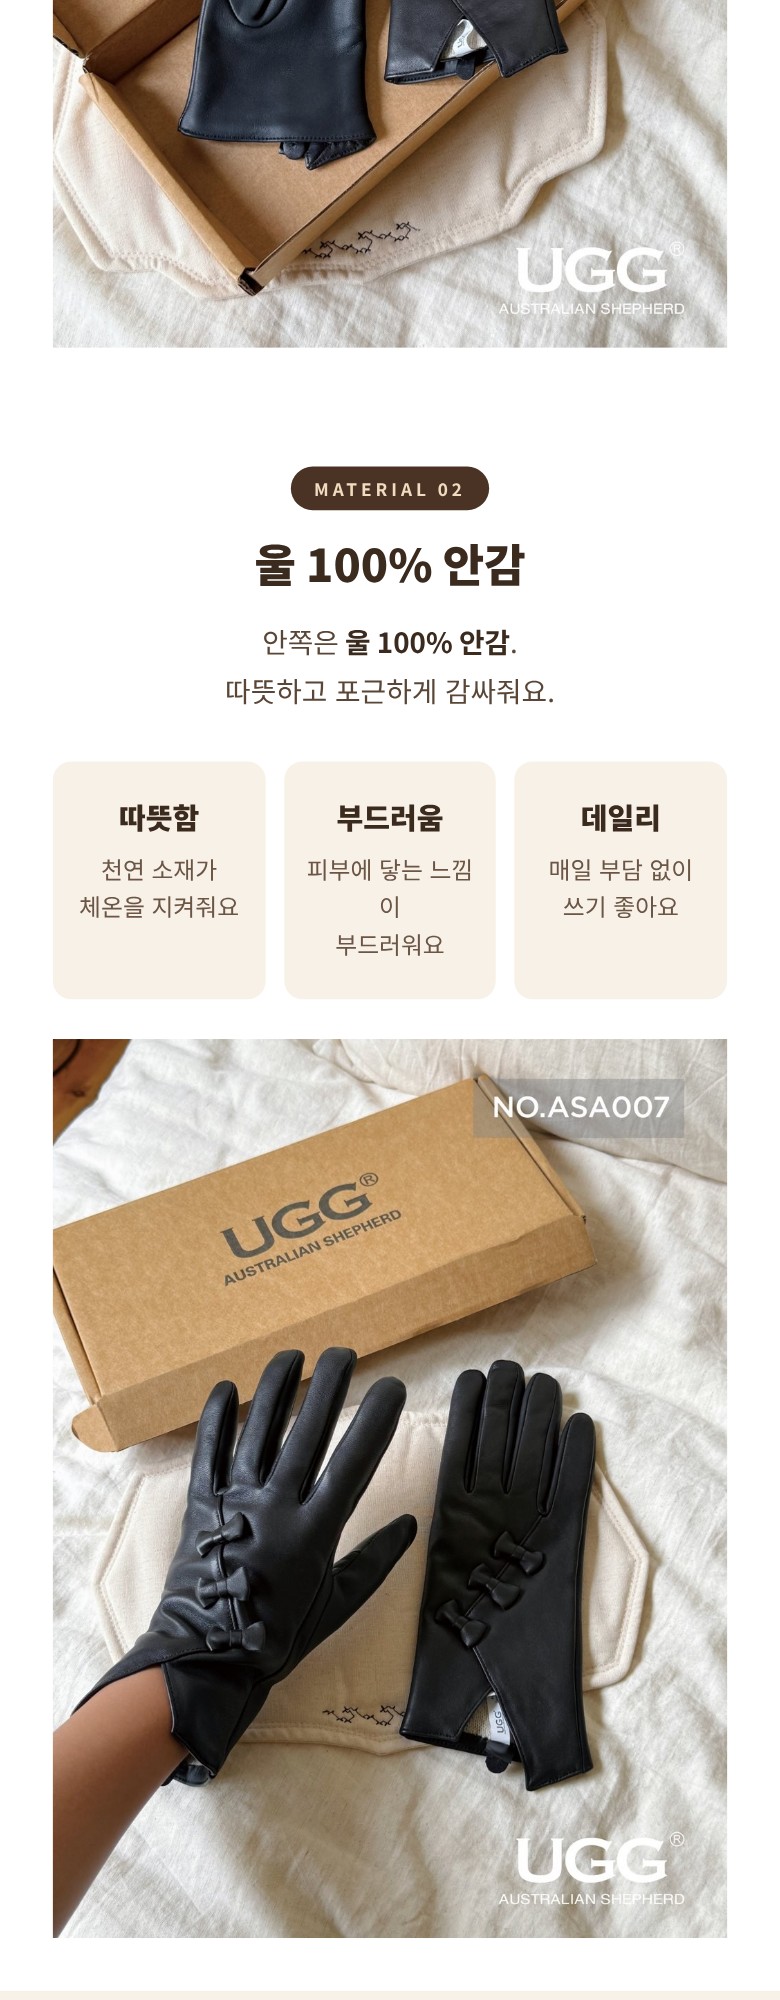 UGG®
AUSTRALIAN SHEPHERD
MATERIAL 02
울 100% 안감
안쪽은 울 100% 안감.
따뜻하고 포근하게 감싸줘요.
따뜻함
천연 소재가
체온을 지켜줘요
부드러움
피부에 닿는 느낌
이
부드러워요
데일리
매일 부담 없이
쓰기 좋아요
NO.ASA007
UGG®
AUSTRALIAN SHEPHERD
UGG
UGG®
AUSTRALIAN SHEPHERD